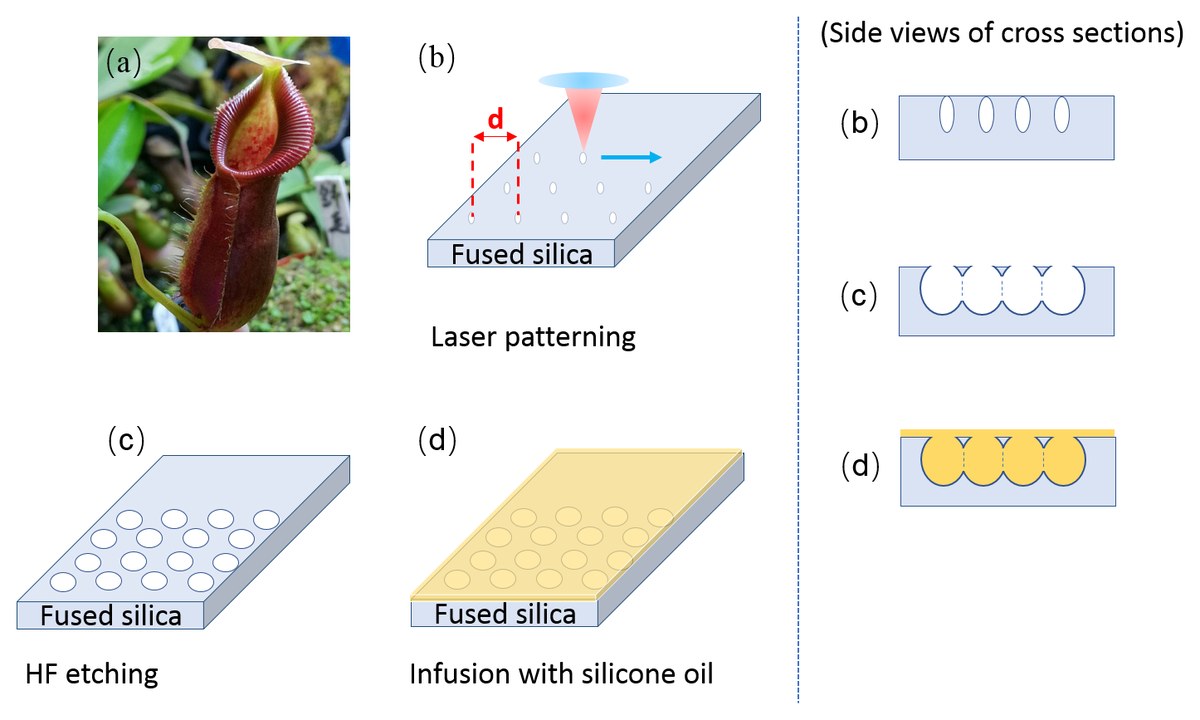 (a)
(b)
d
Fused silica
Laser patterning
(c)
Fused silica
HF etching
(d)
Fused silica
Infusion with silicone oil
(Side views of cross sections)
(b)
(c)
(d)